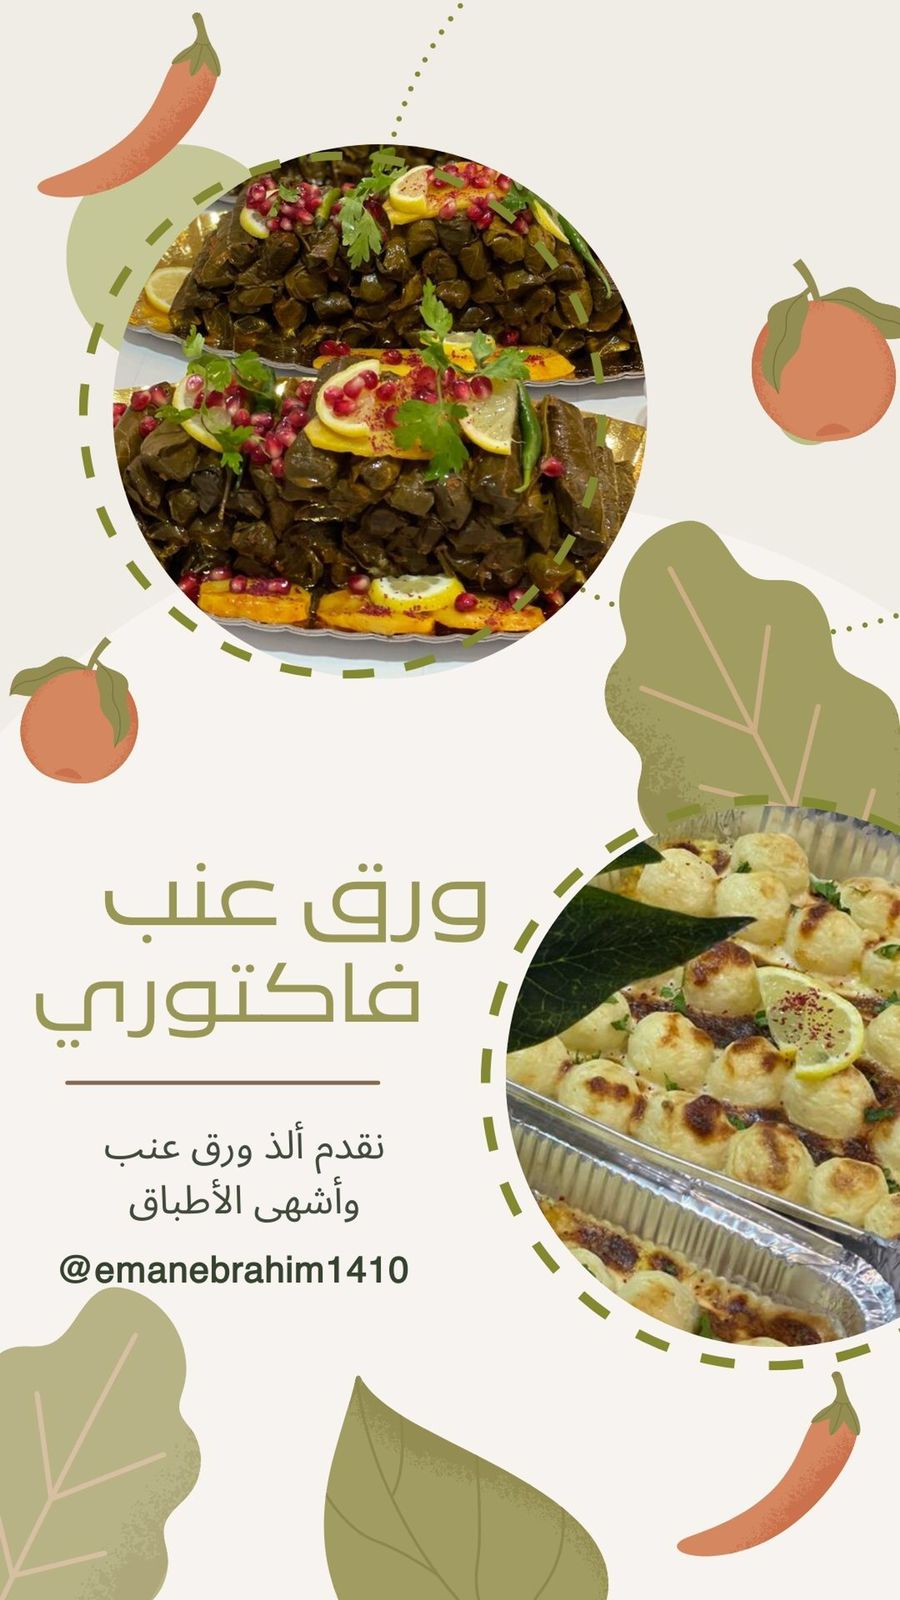 ورق عنب
فاكتوري
نقدم ألذ ورق عنب
وأشهى الأطباق
@emanebrahim1410